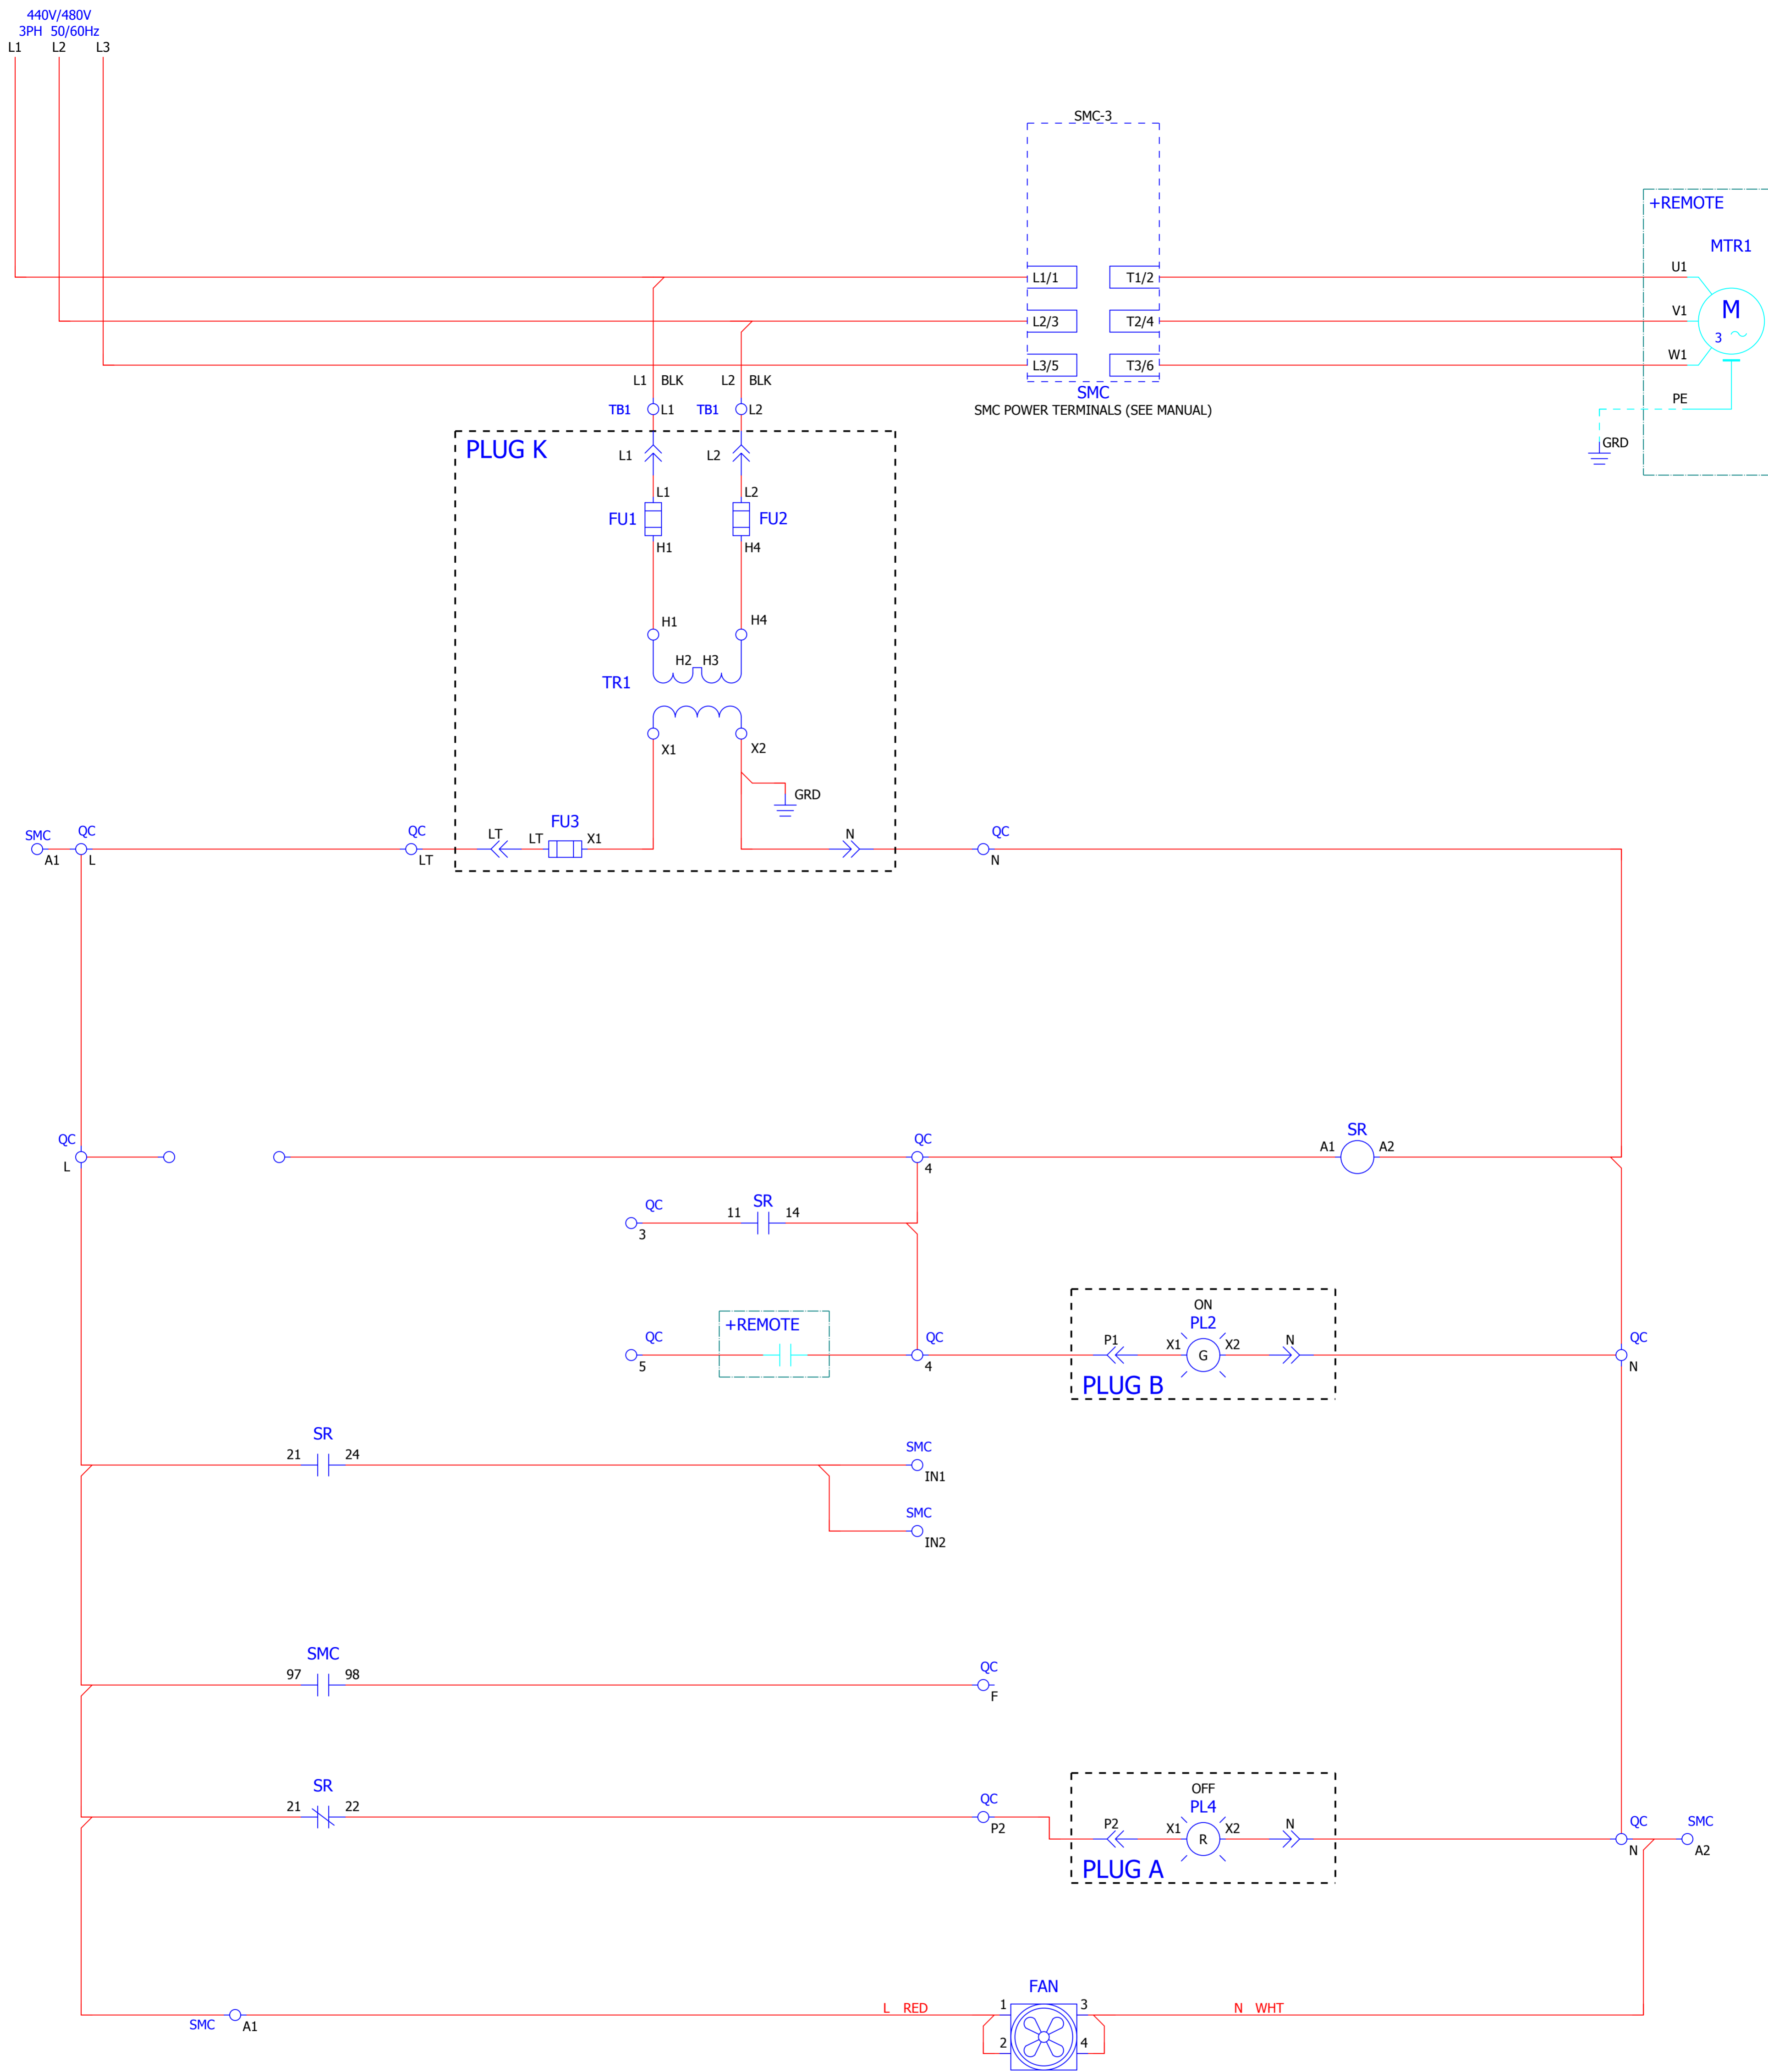 440V/480V
3PH 50/60Hz
L1 L2 L3
SMC-3
+REMOTE
MTR1
L1/1 T1/2 U1
L2/3 T2/4 V1
M
3
L3/5 T3/6 W1
SMC
SMC POWER TERMINALS (SEE MANUAL)
PE
GRD
L1 BLK L2 BLK
TB1 L1 TB1 L2
PLUG K
L1 L2
L1 L2
FU1 FU2
H1 H4
H1 H4
H2 H3
TR1
X1 X2
GRD
SMC QC QC LT LT FU3 X1 N QC
A1 L LT N
QC QC SR
A1 A2
L 4
QC SR
11 14
3
ON
+REMOTE PL2
QC QC P1 X1 G X2 N QC
5 4 N
PLUG B
SR
21 24
SMC
IN1
SMC
IN2
SMC
97 98
QC
F
SR
21 22
QC
P2
OFF
PL4
P2 X1 R X2 N
PLUG A
QC SMC
N A2
FAN
L RED 1 3 N WHT
SMC A1
2 4